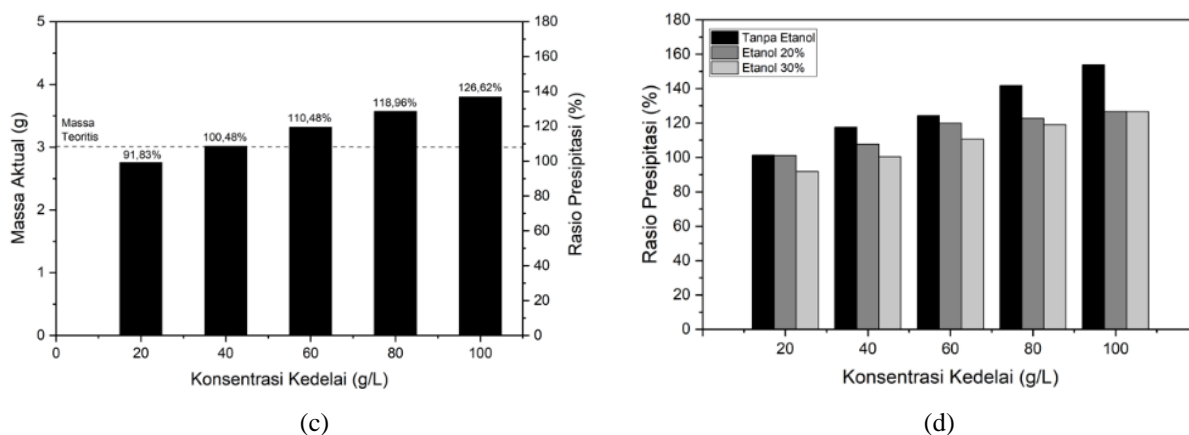 5
4
3
2
1
0
Massa Aktual (g)
Massa
Teoritis
91,83%
100,48%
110,48%
118,96%
126,62%
180
160
140
120
100
80
60
40
20
0
Rasio Presipitasi (%)
0 20 40 60 80 100
Konsentrasi Kedelai (g/L)
(c)
180
160
140
120
100
80
60
40
20
0
Rasio Presipitasi (%)
Tanpa Etanol
Etanol 20%
Etanol 30%
20 40 60 80 100
Konsentrasi Kedelai (g/L)
(d)